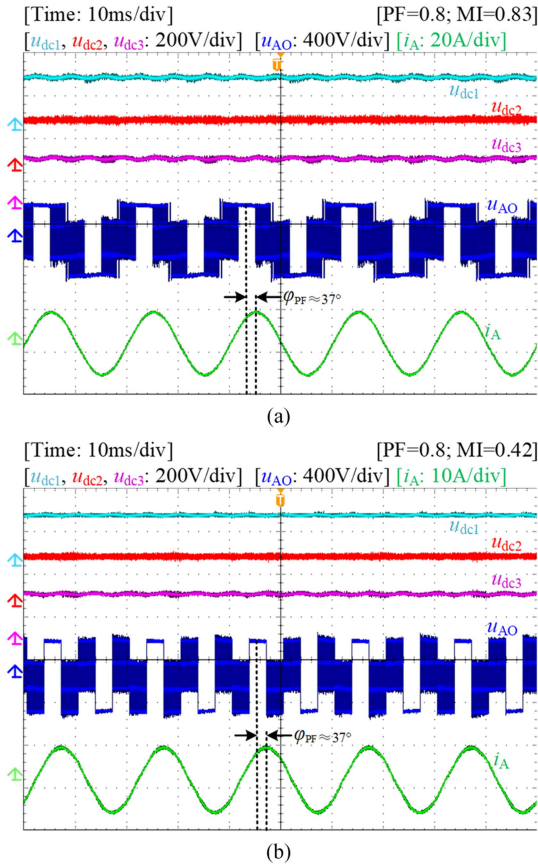 [Time: 10ms/div] [PF=0.8; MI=0.83]
[udc1, udc2, udc3: 200V/div] [uAO: 400V/div] [iA: 20A/div]
T
udc1
udc2
udc3
uAO
φPF≈37°
iA
(a)
[Time: 10ms/div] [PF=0.8; MI=0.42]
[udc1, udc2, udc3: 200V/div] [uAO: 400V/div] [iA: 10A/div]
T
udc1
udc2
udc3
uAO
φPF≈37°
iA
(b)